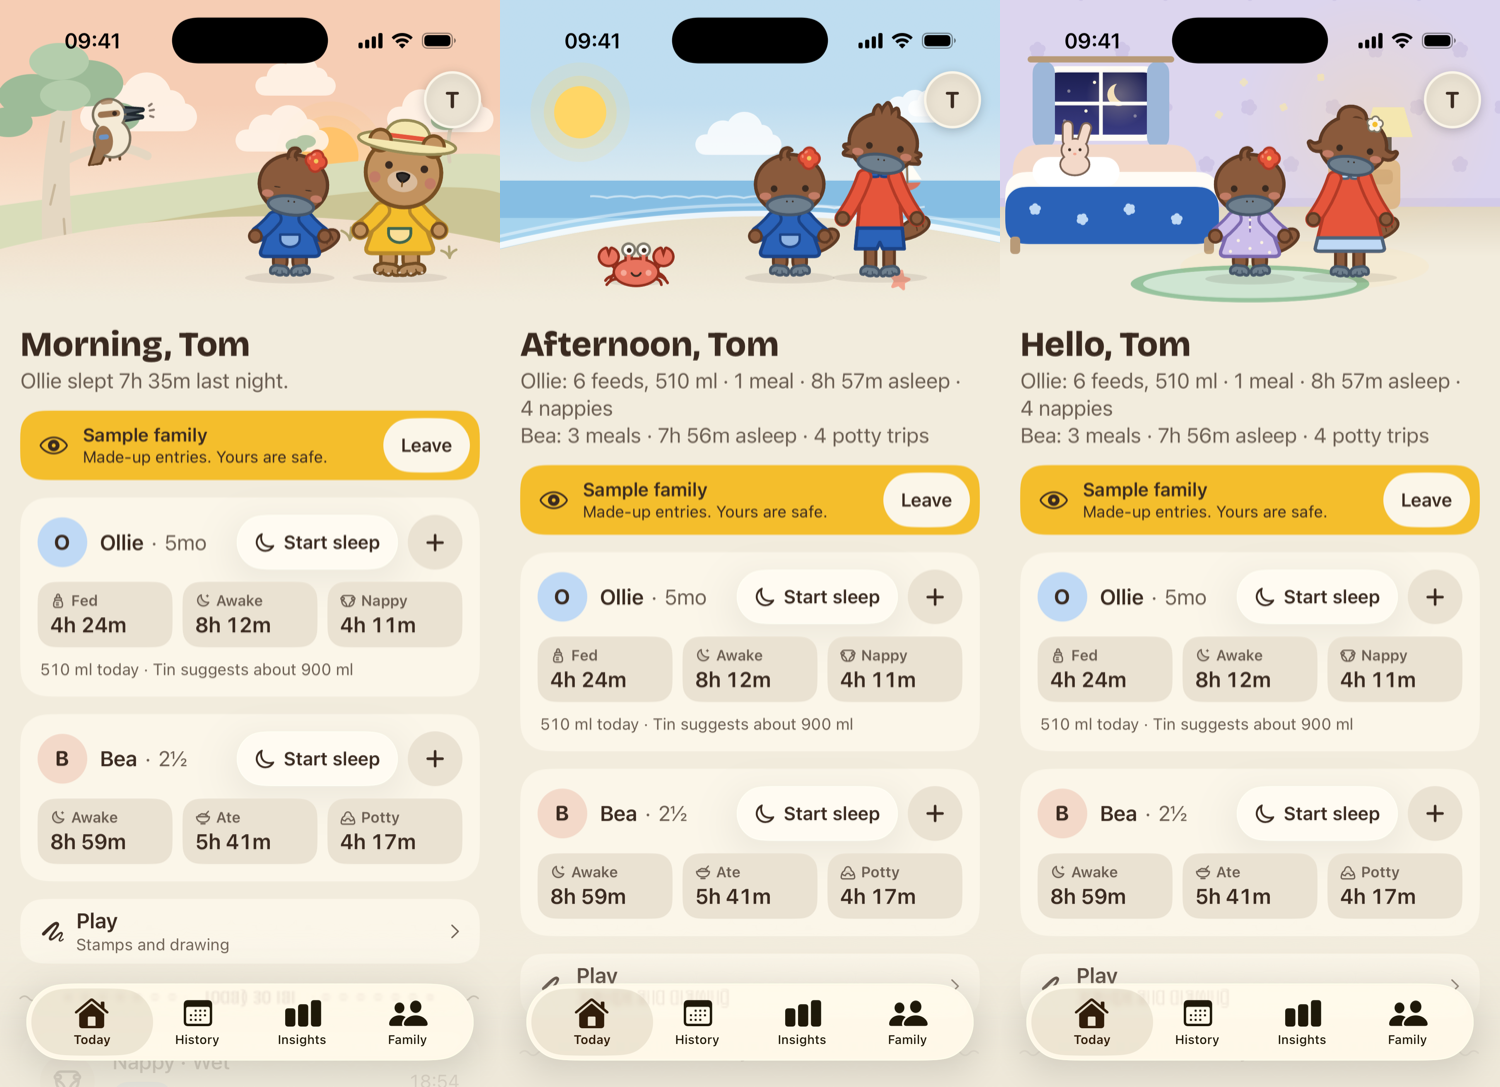 09:41
T
Morning, Tom
Ollie slept 7h 35m last night.
Sample family
Made-up entries. Yours are safe.
Leave
O
Ollie · 5mo
Start sleep
Fed
4h 24m
Awake
8h 12m
Nappy
4h 11m
510 ml today · Tin suggests about 900 ml
B
Bea · 2½
Start sleep
Awake
8h 59m
Ate
5h 41m
Potty
4h 17m
Play
Stamps and drawing
Today
History
Insights
Family
Nappy · Wet
18:54
09:41
T
Afternoon, Tom
Ollie: 6 feeds, 510 ml · 1 meal · 8h 57m asleep ·
4 nappies
Bea: 3 meals · 7h 56m asleep · 4 potty trips
Sample family
Made-up entries. Yours are safe.
Leave
O
Ollie · 5mo
Start sleep
Fed
4h 24m
Awake
8h 12m
Nappy
4h 11m
510 ml today · Tin suggests about 900 ml
B
Bea · 2½
Start sleep
Awake
8h 59m
Ate
5h 41m
Potty
4h 17m
Play
Today
History
Insights
Family
09:41
T
Hello, Tom
Ollie: 6 feeds, 510 ml · 1 meal · 8h 57m asleep ·
4 nappies
Bea: 3 meals · 7h 56m asleep · 4 potty trips
Sample family
Made-up entries. Yours are safe.
Leave
O
Ollie · 5mo
Start sleep
Fed
4h 24m
Awake
8h 12m
Nappy
4h 11m
510 ml today · Tin suggests about 900 ml
B
Bea · 2½
Start sleep
Awake
8h 59m
Ate
5h 41m
Potty
4h 17m
Play
Today
History
Insights
Family